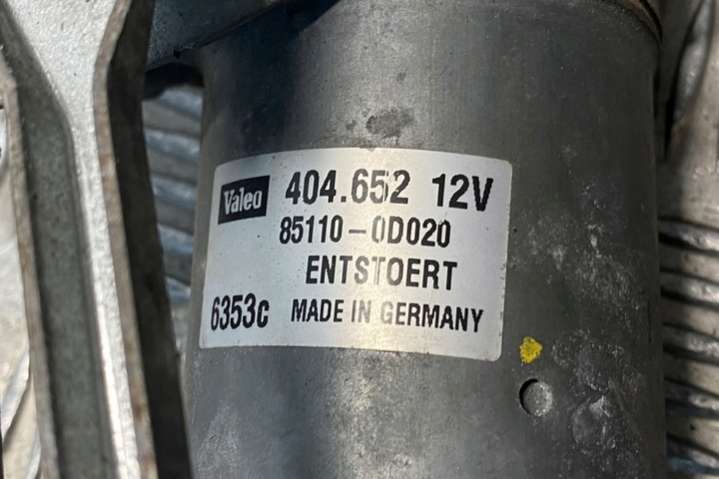 Valeo 404.652 12V
85110-0D020
ENTSTOERT
6353c MADE IN GERMANY